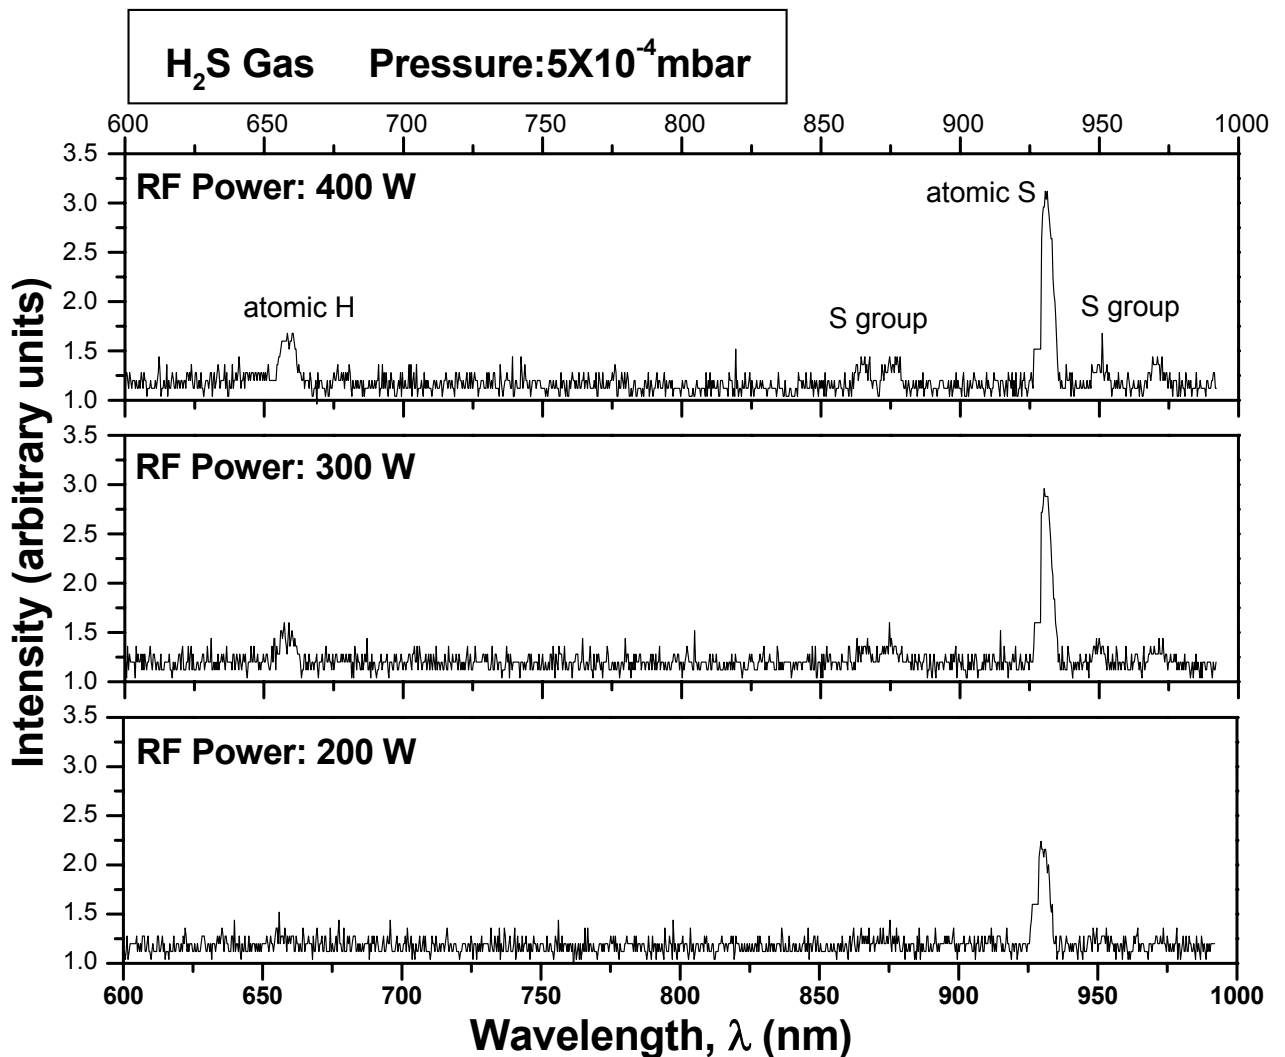 H2S Gas Pressure:5X10-4mbar
600 650 700 750 800 850 900 950 1000
3.5
RF Power: 400 W
atomic S
3.0
2.5
2.0
atomic H
S group
S group
1.5
1.0
3.5
RF Power: 300 W
3.0
2.5
2.0
1.5
1.0
3.5
RF Power: 200 W
3.0
2.5
2.0
1.5
1.0
600 650 700 750 800 850 900 950 1000
Intensity (arbitrary units)
Wavelength, λ (nm)